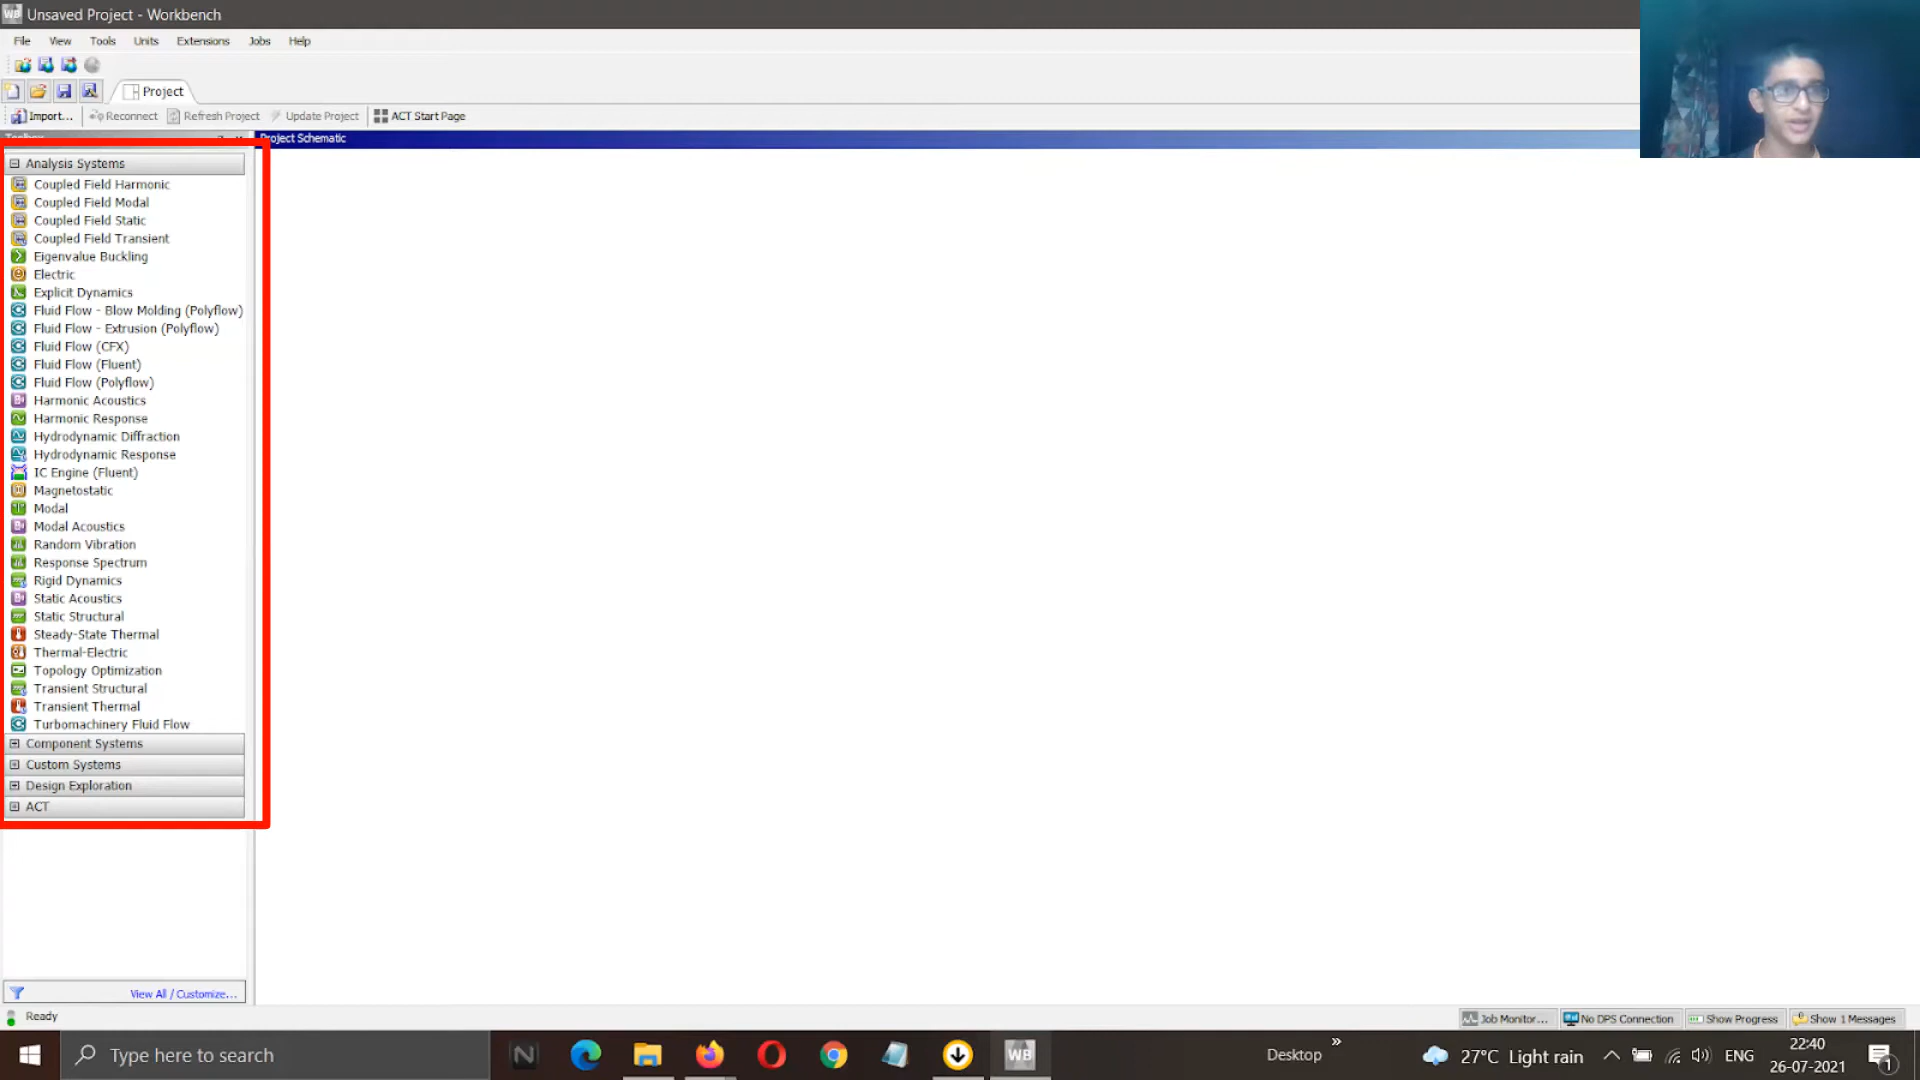 WB Unsaved Project - Workbench
File View Tools Units Extensions Jobs Help
Project
Import... Reconnect Refresh Project Update Project ACT Start Page
Project Schematic
Analysis Systems
Coupled Field Harmonic
Coupled Field Modal
Coupled Field Static
Coupled Field Transient
Eigenvalue Buckling
Electric
Explicit Dynamics
Fluid Flow - Blow Molding (Polyflow)
Fluid Flow - Extrusion (Polyflow)
Fluid Flow (CFX)
Fluid Flow (Fluent)
Fluid Flow (Polyflow)
Harmonic Acoustics
Harmonic Response
Hydrodynamic Diffraction
Hydrodynamic Response
IC Engine (Fluent)
Magnetostatic
Modal
Modal Acoustics
Random Vibration
Response Spectrum
Rigid Dynamics
Static Acoustics
Static Structural
Steady-State Thermal
Thermal-Electric
Topology Optimization
Transient Structural
Transient Thermal
Turbomachinery Fluid Flow
Component Systems
Custom Systems
Design Exploration
ACT
View All / Customize...
Ready
Job Monitor... No DPS Connection Show Progress Show 1 Messages
Type here to search
N
WB
Desktop »
27°C Light rain
ENG
22:40
26-07-2021
1